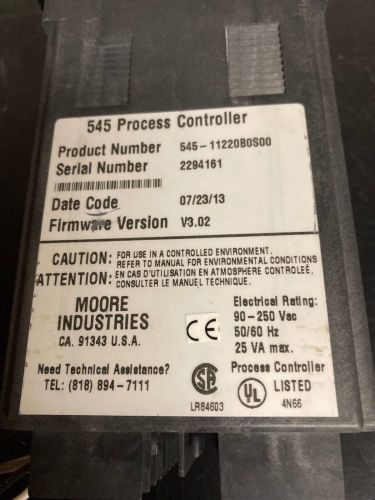 545 Process Controller
Product Number 545-11220B0S00
Serial Number 2294161
Date Code 07/23/13
Firmware Version V3.02
CAUTION: FOR USE IN A CONTROLLED ENVIRONMENT.
REFER TO MANUAL FOR ENVIRONMENTAL CONDITIONS
ATTENTION: EN CAS D'UTILISATION EN ATMOSPHERE CONTROLEÉ,
CONSULTER LE MANUEL TECHNIQUE.
MOORE
INDUSTRIES
CA. 91343 U.S.A.
CE
Electrical Rating:
90-250 Vac
50/60 Hz
25 VA max.
Need Technical Assistance?
TEL: (818) 894-7111
SA
LR84603
Process Controller
UL LISTED
4N66